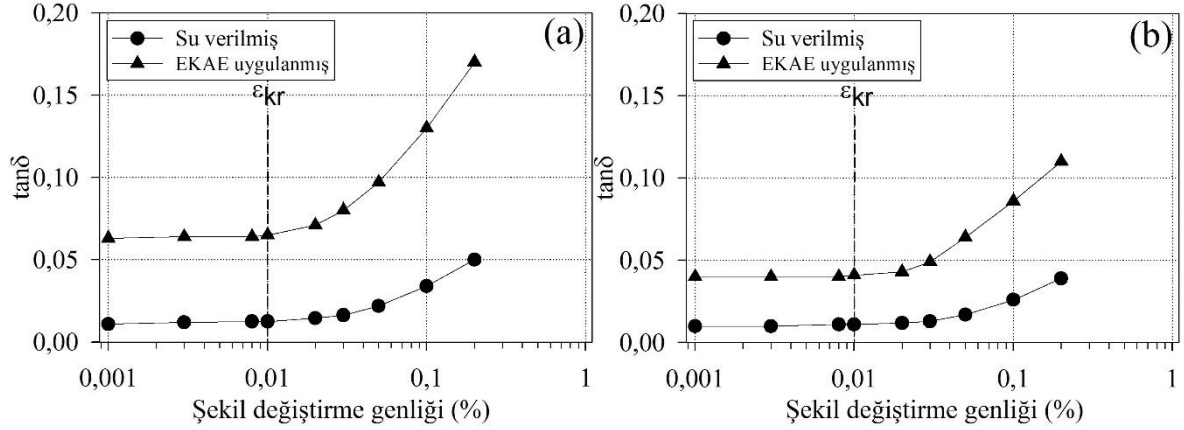 (a)
Su verilmiş
EKAE uygulanmış
εkr
0,20
0,15
0,10
0,05
0,00
tanδ
0,001
0,01
0,1
1
Şekil değiştirme genliği (%)
(b)
Su verilmiş
EKAE uygulanmış
εkr
0,20
0,15
0,10
0,05
0,00
tanδ
0,001
0,01
0,1
1
Şekil değiştirme genliği (%)